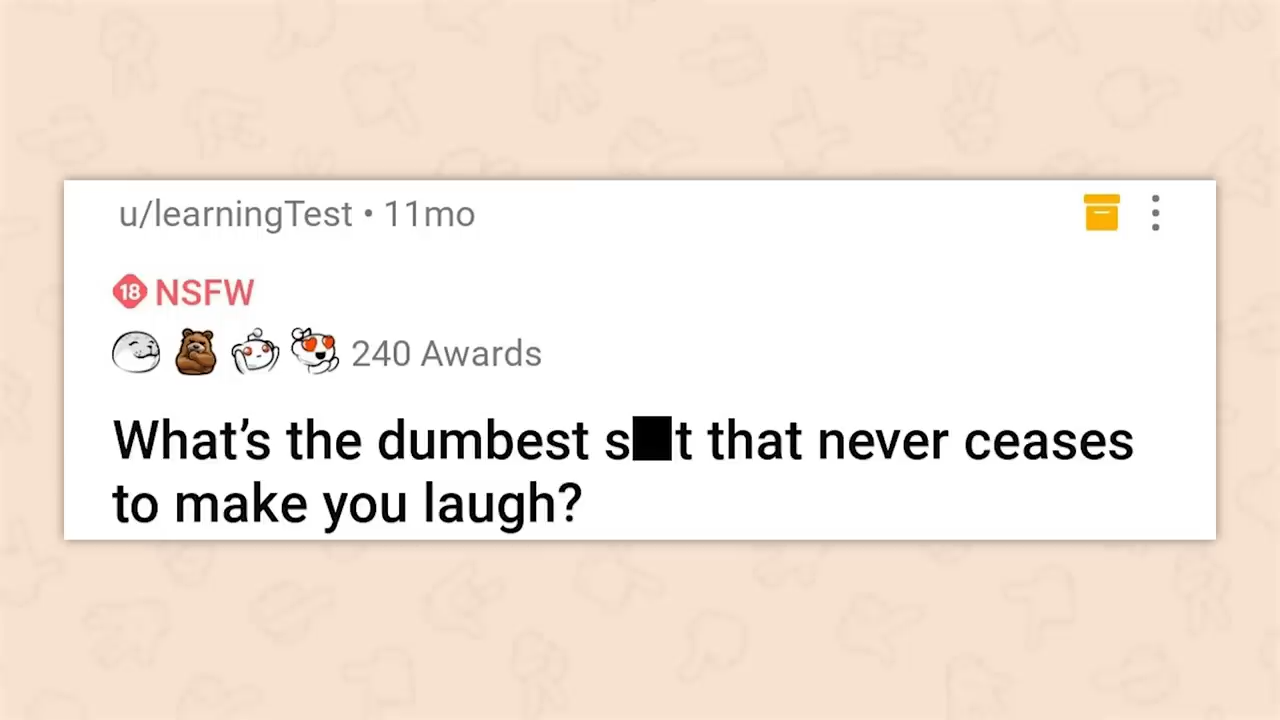 u/learningTest • 11mo
18 NSFW
240 Awards
What's the dumbest s■t that never ceases
to make you laugh?